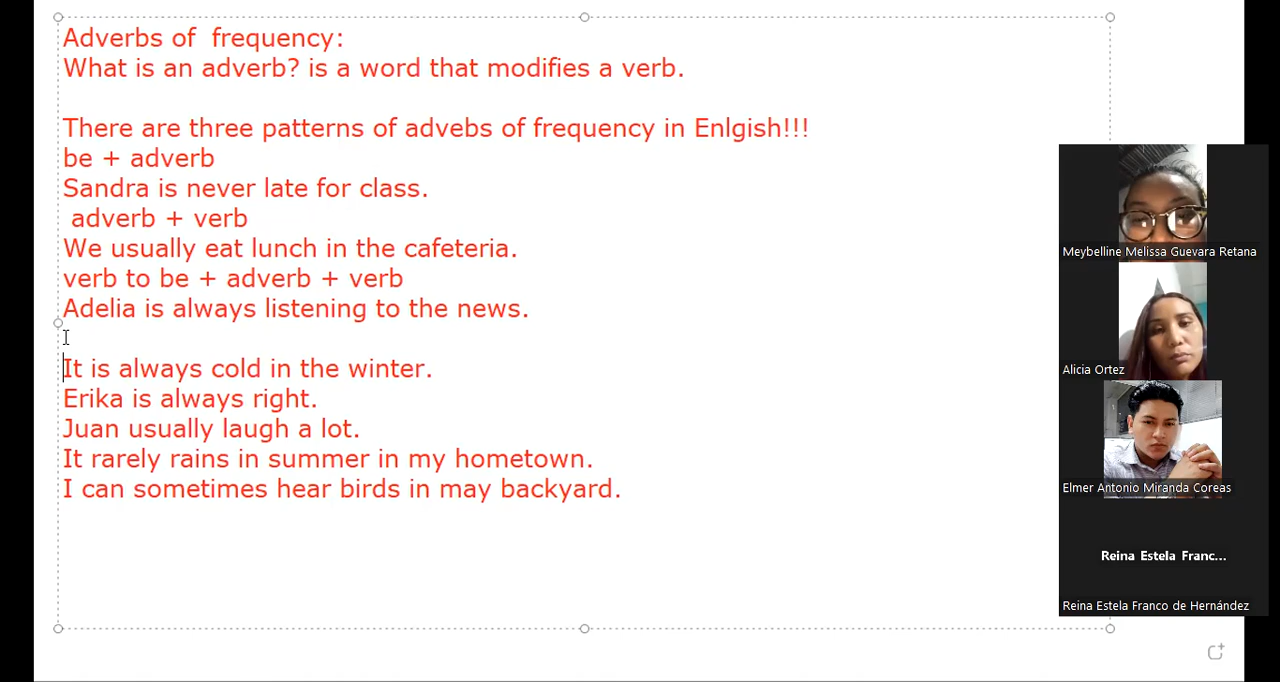 Adverbs of  frequency:
What is an adverb? is a word that modifies a verb.
There are three patterns of advebs of frequency in Enlgish!!!
be + adverb
Sandra is never late for class.
adverb + verb
We usually eat lunch in the cafeteria.
verb to be + adverb + verb
Adelia is always listening to the news.
It is always cold in the winter.
Erika is always right.
Juan usually laugh a lot.
It rarely rains in summer in my hometown.
I can sometimes hear birds in may backyard.
Meybelline Melissa Guevara Retana
Alicia Ortez
Elmer Antonio Miranda Coreas
Reina Estela Franc...
Reina Estela Franco de Hernández